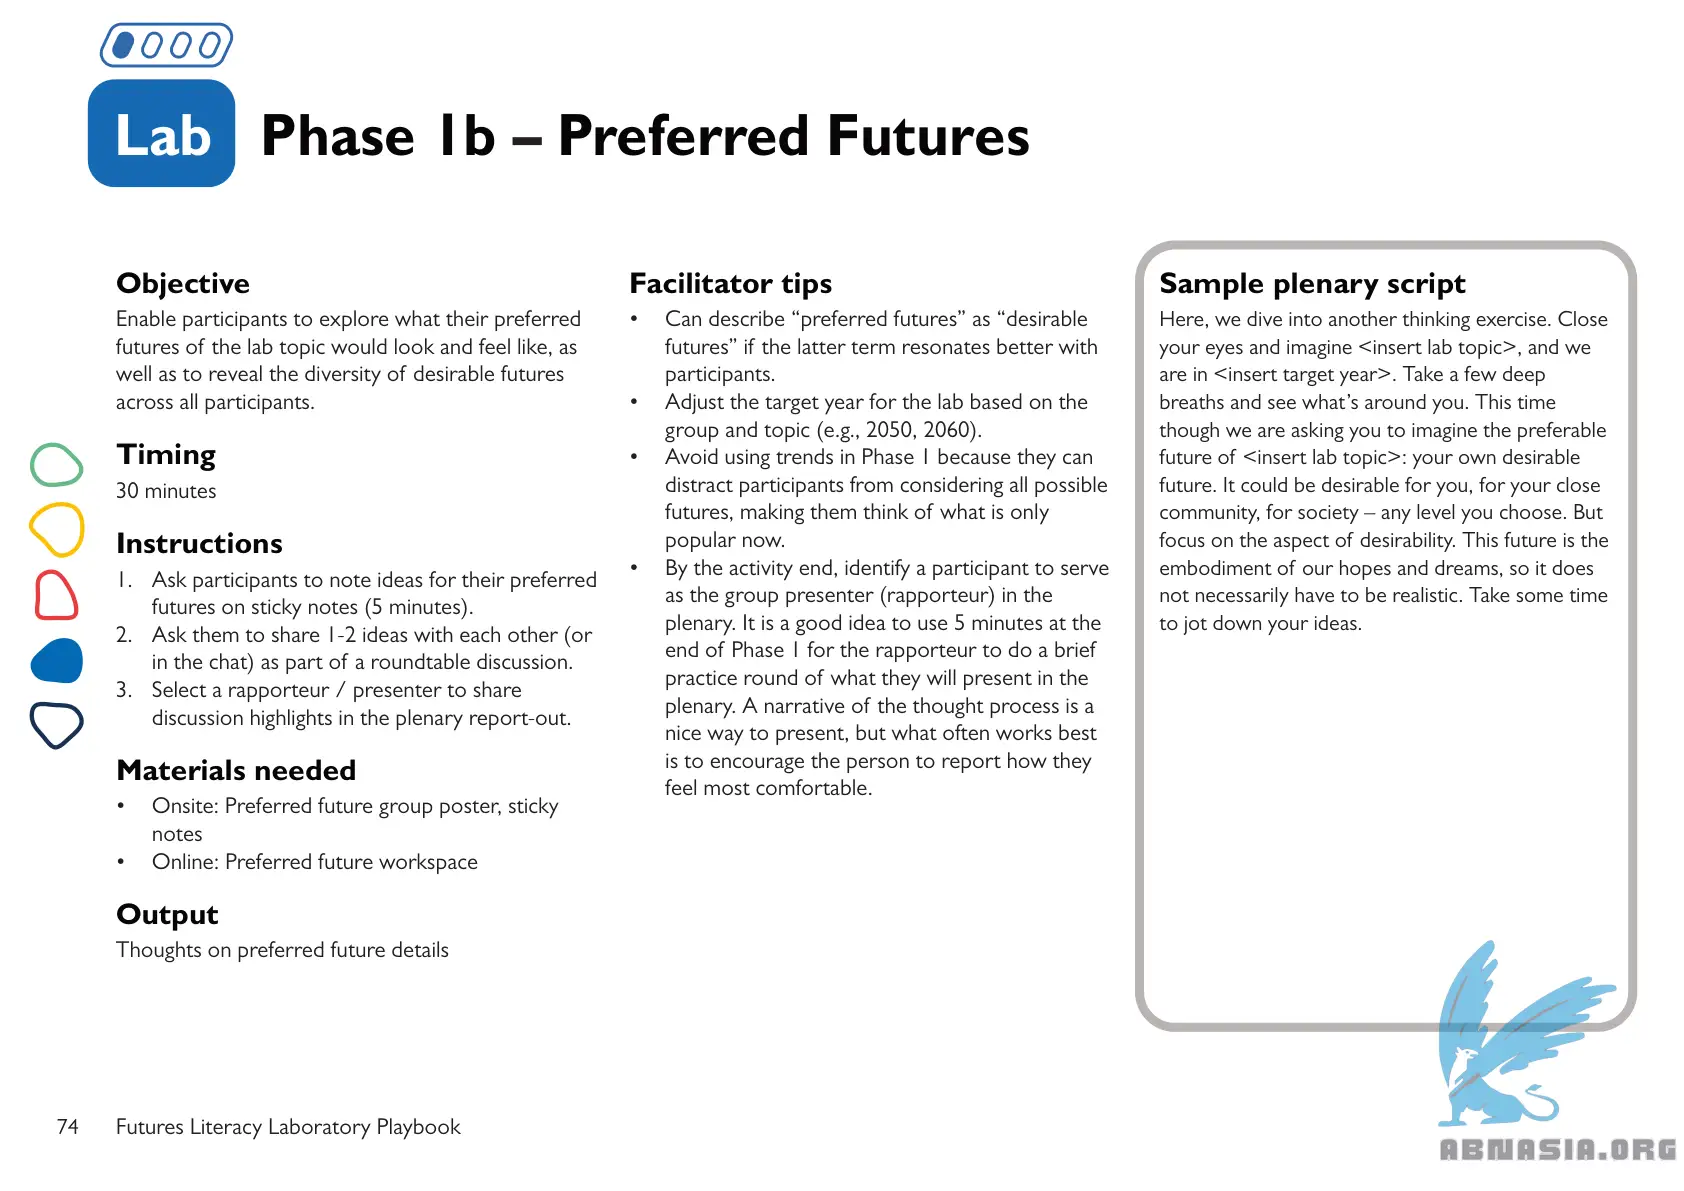 Lab
Phase 1b – Preferred Futures
Objective
Enable participants to explore what their preferred
futures of the lab topic would look and feel like, as
well as to reveal the diversity of desirable futures
across all participants.
Timing
30 minutes
Instructions
1. Ask participants to note ideas for their preferred
futures on sticky notes (5 minutes).
2. Ask them to share 1-2 ideas with each other (or
in the chat) as part of a roundtable discussion.
3. Select a rapporteur / presenter to share
discussion highlights in the plenary report-out.
Materials needed
• Onsite: Preferred future group poster, sticky
notes
• Online: Preferred future workspace
Output
Thoughts on preferred future details
Facilitator tips
• Can describe “preferred futures” as “desirable
futures” if the latter term resonates better with
participants.
• Adjust the target year for the lab based on the
group and topic (e.g., 2050, 2060).
• Avoid using trends in Phase 1 because they can
distract participants from considering all possible
futures, making them think of what is only
popular now.
• By the activity end, identify a participant to serve
as the group presenter (rapporteur) in the
plenary. It is a good idea to use 5 minutes at the
end of Phase 1 for the rapporteur to do a brief
practice round of what they will present in the
plenary. A narrative of the thought process is a
nice way to present, but what often works best
is to encourage the person to report how they
feel most comfortable.
Sample plenary script
Here, we dive into another thinking exercise. Close
your eyes and imagine <insert lab topic>, and we
are in <insert target year>. Take a few deep
breaths and see what’s around you. This time
though we are asking you to imagine the preferable
future of <insert lab topic>: your own desirable
future. It could be desirable for you, for your close
community, for society – any level you choose. But
focus on the aspect of desirability. This future is the
embodiment of our hopes and dreams, so it does
not necessarily have to be realistic. Take some time
to jot down your ideas.
74 Futures Literacy Laboratory Playbook
ABNASIA.ORG